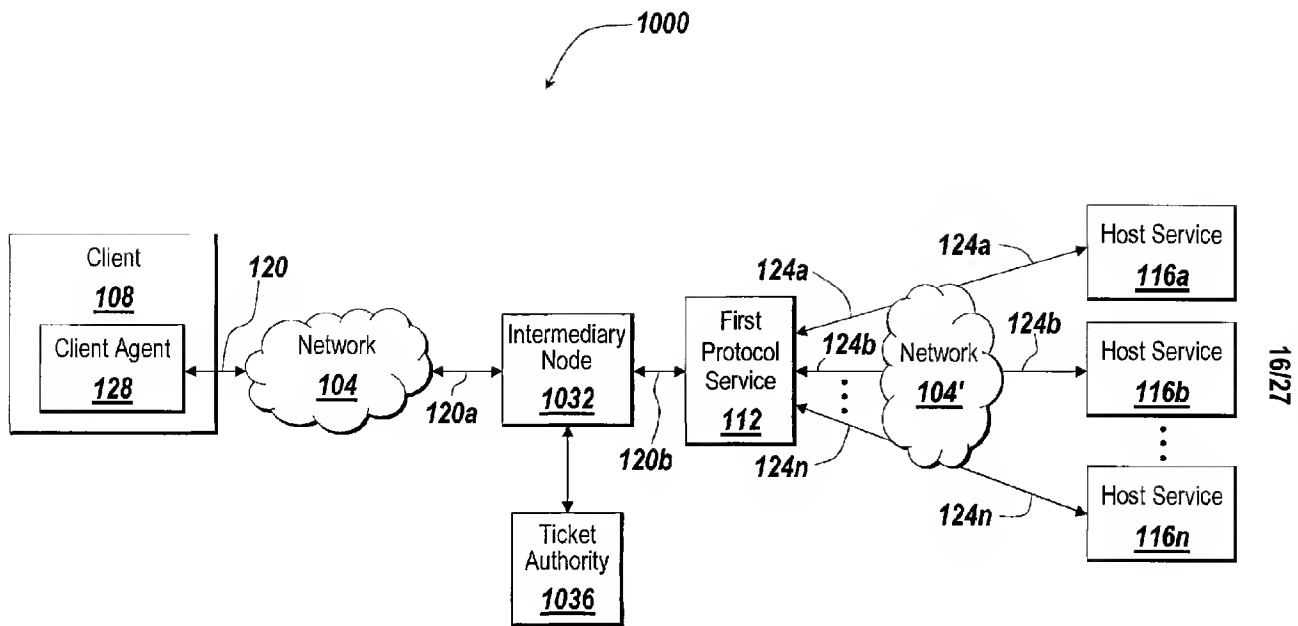 1000
Client
108
Client Agent
128
120
Network
104
120a
Intermediary
Node
1032
120b
Ticket
Authority
1036
First
Protocol
Service
112
124a
124b
124n
Network
104'
124a
124b
124n
Host Service
116a
Host Service
116b
Host Service
116n
16/27